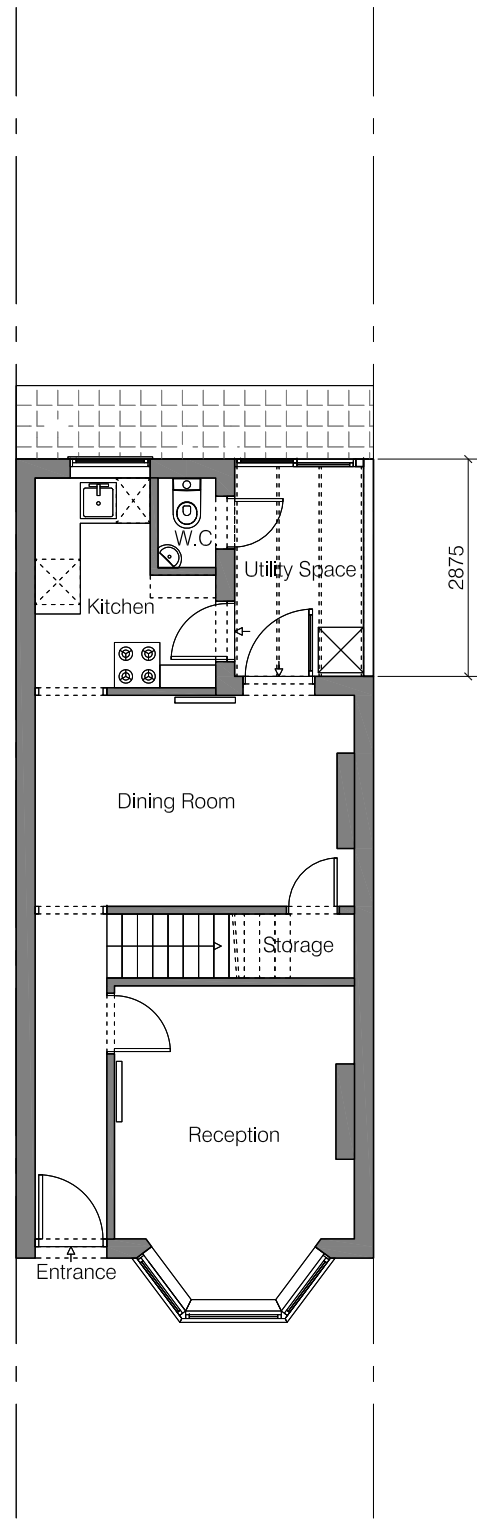 W.C
Utility Space
2875
Kitchen
Dining Room
Storage
Reception
Entrance